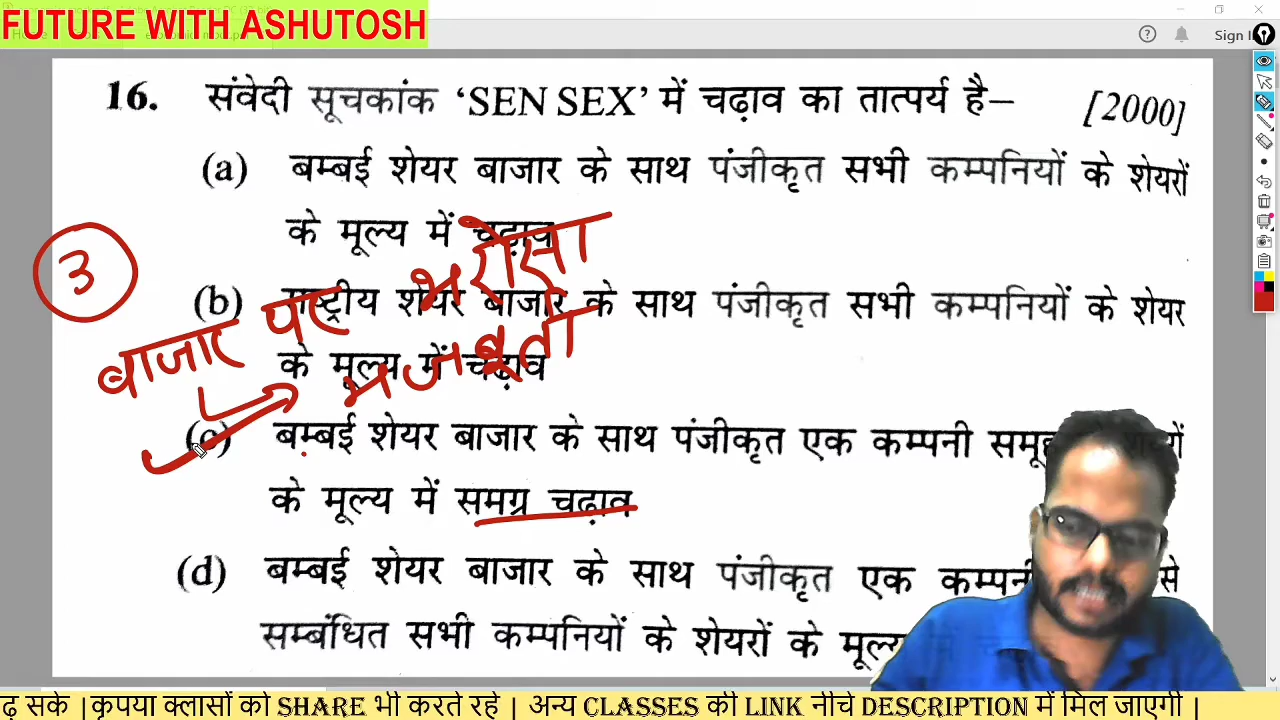 FUTURE WITH ASHUTOSH
Sign I
16. संवेदी सूचकांक ‘SEN SEX’ में चढ़ाव का तात्पर्य है– [2000]
(a) बम्बई शेयर बाजार के साथ पंजीकृत सभी कम्पनियों के शेयरों
के मूल्य में चढ़ाव
(b) राष्ट्रीय शेयर बाजार के साथ पंजीकृत सभी कम्पनियों के शेयर
के मूल्य में चढ़ाव
(c) बम्बई शेयर बाजार के साथ पंजीकृत एक कम्पनी
के मूल्य में समग्र चढ़ाव
(d) बम्बई शेयर बाजार के साथ पंजीकृत एक से
सम्बंधित सभी कम्पनियों के शेयरों के
3
बाजार पर भरोसा
मजबूता
ढ़ सके |कृपया क्लासों को SHARE भी करते रहे | अन्य CLASSES की LINK नीचे DESCRIPTION में मिल जाएगी |